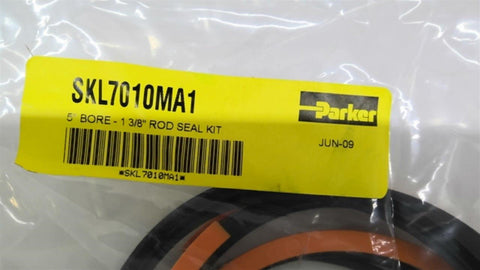 SKL7010MA1
Parker
5" BORE - 1 3/8" ROD SEAL KIT
JUN-09
*SKL7010MA1*